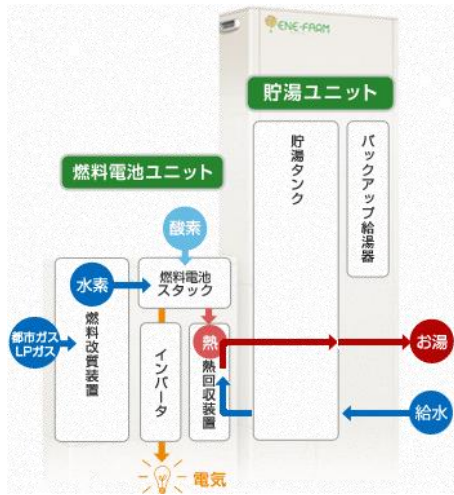 ENE-FARM
貯湯ユニット
貯湯タンク
バックアップ給湯器
燃料電池ユニット
酸素
水素
燃料電池
スタック
都市ガス
LPガス
燃料改質装置
インバータ
熱
熱回収装置
お湯
給水
電気